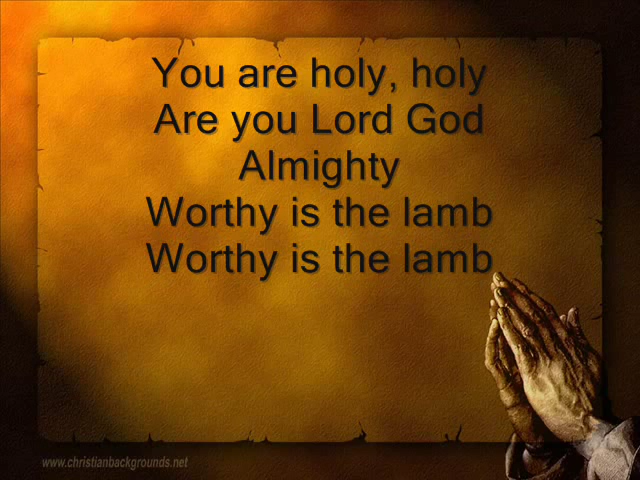 You are holy, holy
Are you Lord God
Almighty
Worthy is the lamb
Worthy is the lamb
www.christianbackgrounds.net